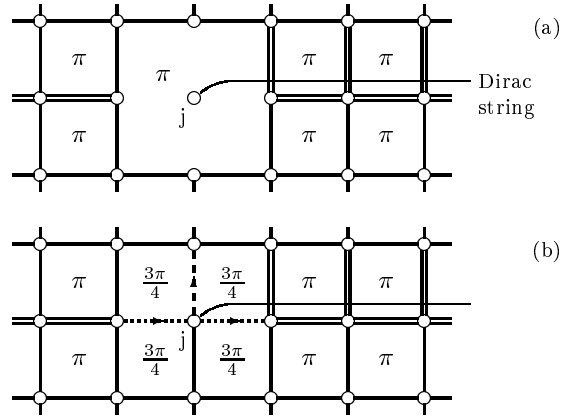 (a)
π π π
π
Dirac
string
j
π π π
(b)
π 3π/4 3π/4 π π
j
π 3π/4 3π/4 π π